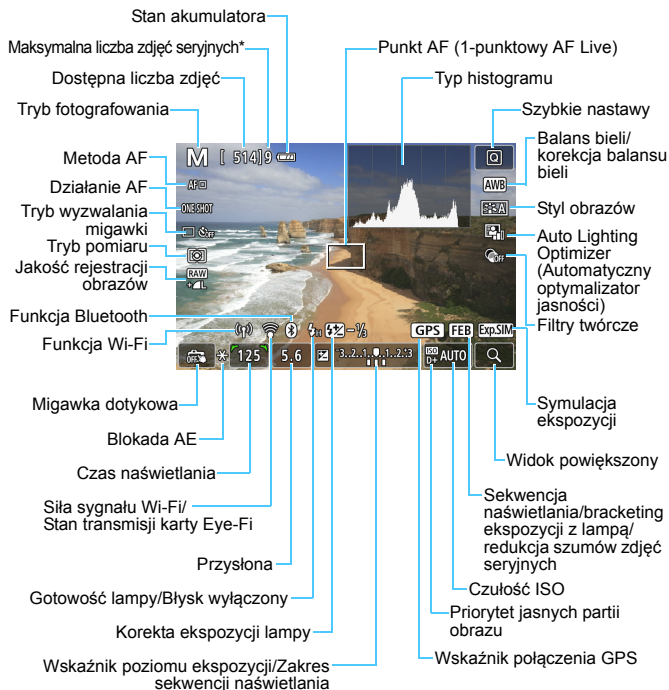 Stan akumulatora
Maksymalna liczba zdjęć seryjnych*
Dostępna liczba zdjęć
Tryb fotografowania
Punkt AF (1-punktowy AF Live)
Typ histogramu
Szybkie nastawy
Balans bieli/
korekcja balansu
bieli
Styl obrazów
Auto Lighting
Optimizer
(Automatyczny
optymalizator
jasności)
Filtry twórcze
Metoda AF
Działanie AF
Tryb wyzwalania
migawki
Tryb pomiaru
Jakość rejestracji
obrazów
Funkcja Bluetooth
Funkcja Wi-Fi
M [ 514] 9
Q
AF
AWB
ONE SHOT
A
OFF
OFF
RAW
L
H
-1/3
GPS FEB Exp.SIM
OFF
125 5.6 3..2..1..0..1..2..3 ISO D+ AUTO
Migawka dotykowa
Blokada AE
Czas naświetlania
Siła sygnału Wi-Fi/
Stan transmisji karty Eye-Fi
Przysłona
Gotowość lampy/Błysk wyłączony
Korekta ekspozycji lampy
Wskaźnik poziomu ekspozycji/Zakres
sekwencji naświetlania
Symulacja
ekspozycji
Widok powiększony
Sekwencja
naświetlania/bracketing
ekspozycji z lampą/
redukcja szumów zdjęć
seryjnych
Czułość ISO
Priorytet jasnych partii
obrazu
Wskaźnik połączenia GPS